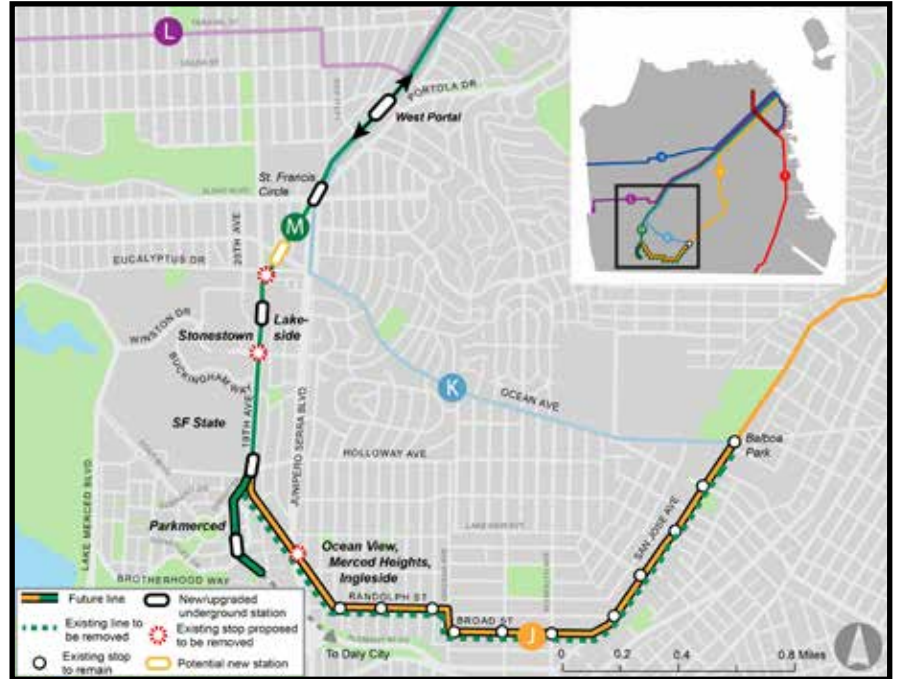 L
PORTOLA DR
West Portal
St. Francis
Circle
M
20TH AVE
EUCALYPTUS DR
WINSTON DR
Stonestown
Lake-
side
BUCKINGHAM WAY
K
OCEAN AVE
SF State
19TH AVE
JUNIPERO SERRA BLVD
HOLLOWAY AVE
Balboa
Park
LAKE MERCED BLVD
Parkmerced
SAN JOSE AVE
Ocean View,
Merced Heights,
Ingleside
BROTHERHOOD WAY
RANDOLPH ST
BROAD ST
J
To Daly City
Future line
Existing line to
be removed
Existing stop
to remain
New/upgraded
underground station
Existing stop proposed
to be removed
Potential new station
0 0.2 0.4 0.8 Miles